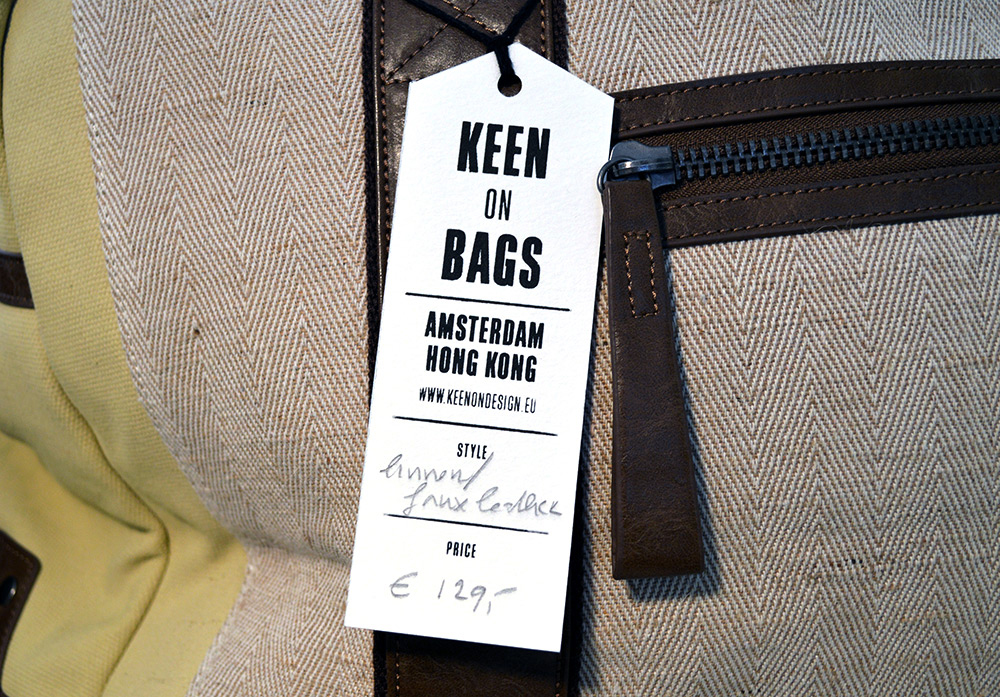 KEEN
ON
BAGS
AMSTERDAM
HONG KONG
WWW.KEENONDESIGN.EU
STYLE
linnen/
faux leather
PRICE
€ 129,-